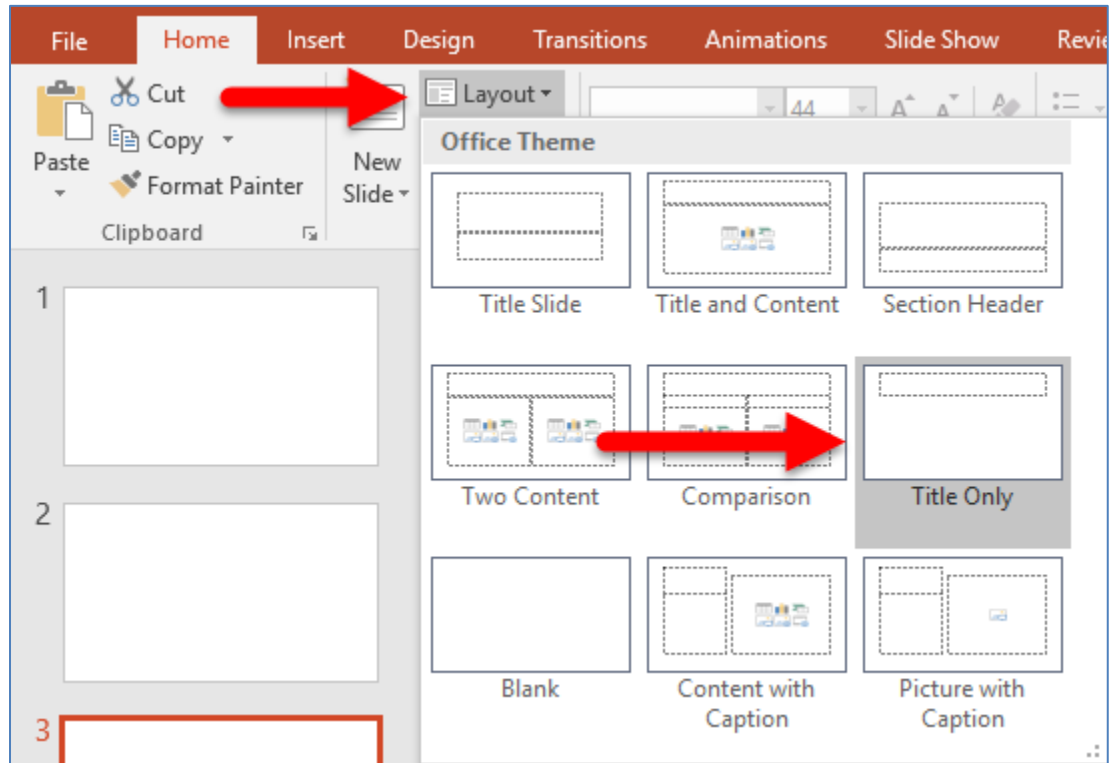 File Home Insert Design Transitions Animations Slide Show Revie
Cut
Layout
44
Copy
Office Theme
Paste
New
Format Painter
Slide
Clipboard
Title Slide Title and Content Section Header
1
Two Content Comparison Title Only
2
Blank Content with Picture with
Caption Caption
3